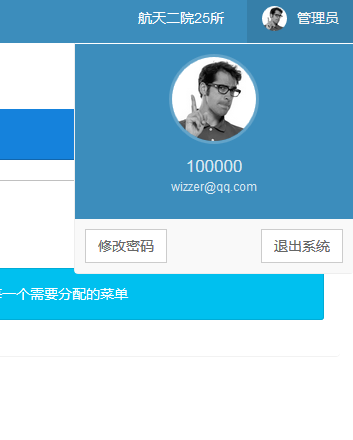 航天二院25所 管理员
100000
wizzer@qq.com
修改密码 退出系统
一个需要分配的菜单